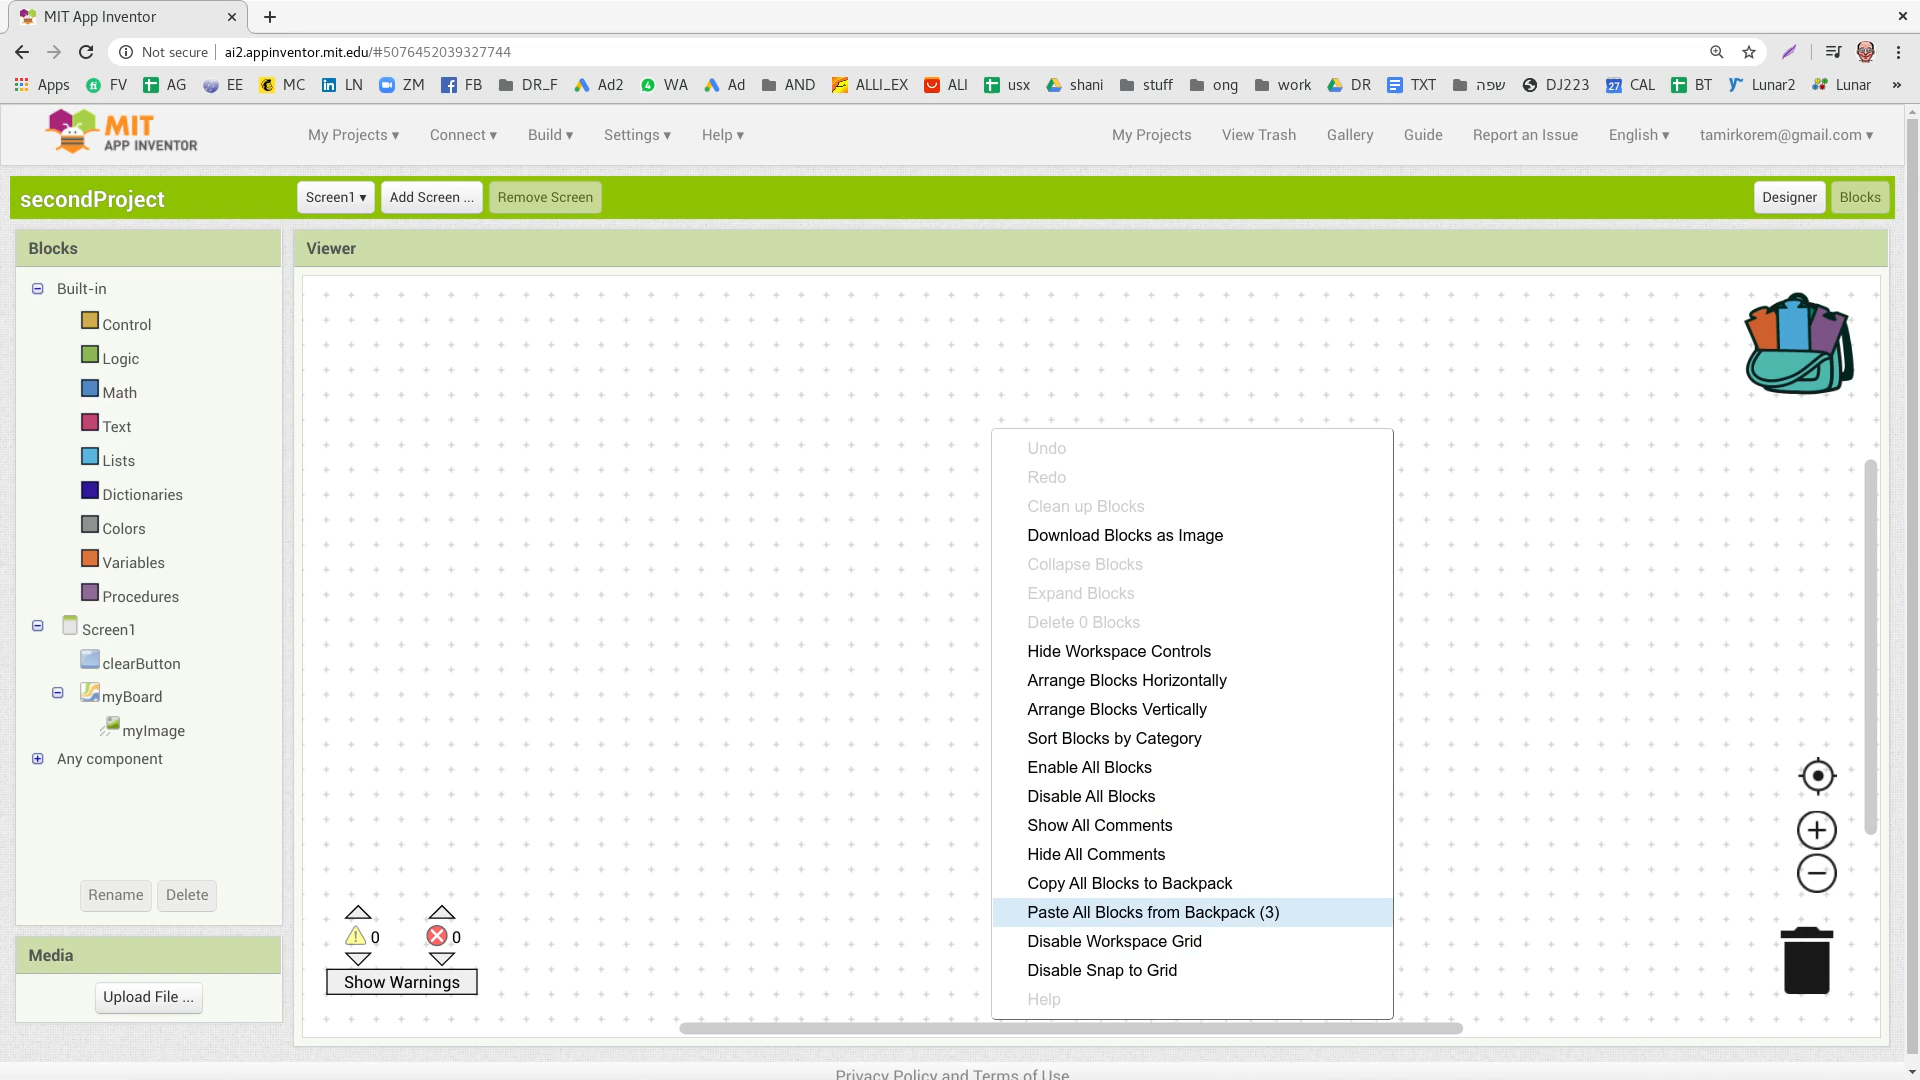 MIT App Inventor
Not secure
ai2.appinventor.mit.edu/#5076452039327744
Apps FV AG EE MC LN ZM FB DR_F Ad2 WA Ad AND ALLI_EX ALI usx shani stuff ong work DR TXT שפה DJ223 27 CAL BT Lunar2 Lunar »
MIT
APP INVENTOR
My Projects ▾ Connect ▾ Build ▾ Settings ▾ Help ▾ My Projects View Trash Gallery Guide Report an Issue English ▾ tamirkorem@gmail.com ▾
secondProject Screen1 ▾ Add Screen ... Remove Screen Designer Blocks
Blocks
Built-in
Control
Logic
Math
Text
Lists
Dictionaries
Colors
Variables
Procedures
Screen1
clearButton
myBoard
myImage
Any component
Rename Delete
Media
Upload File ...
Viewer
Undo
Redo
Clean up Blocks
Download Blocks as Image
Collapse Blocks
Expand Blocks
Delete 0 Blocks
Hide Workspace Controls
Arrange Blocks Horizontally
Arrange Blocks Vertically
Sort Blocks by Category
Enable All Blocks
Disable All Blocks
Show All Comments
Hide All Comments
Copy All Blocks to Backpack
Paste All Blocks from Backpack (3)
Disable Workspace Grid
Disable Snap to Grid
Help
0 0
Show Warnings
Privacy Policy and Terms of Use